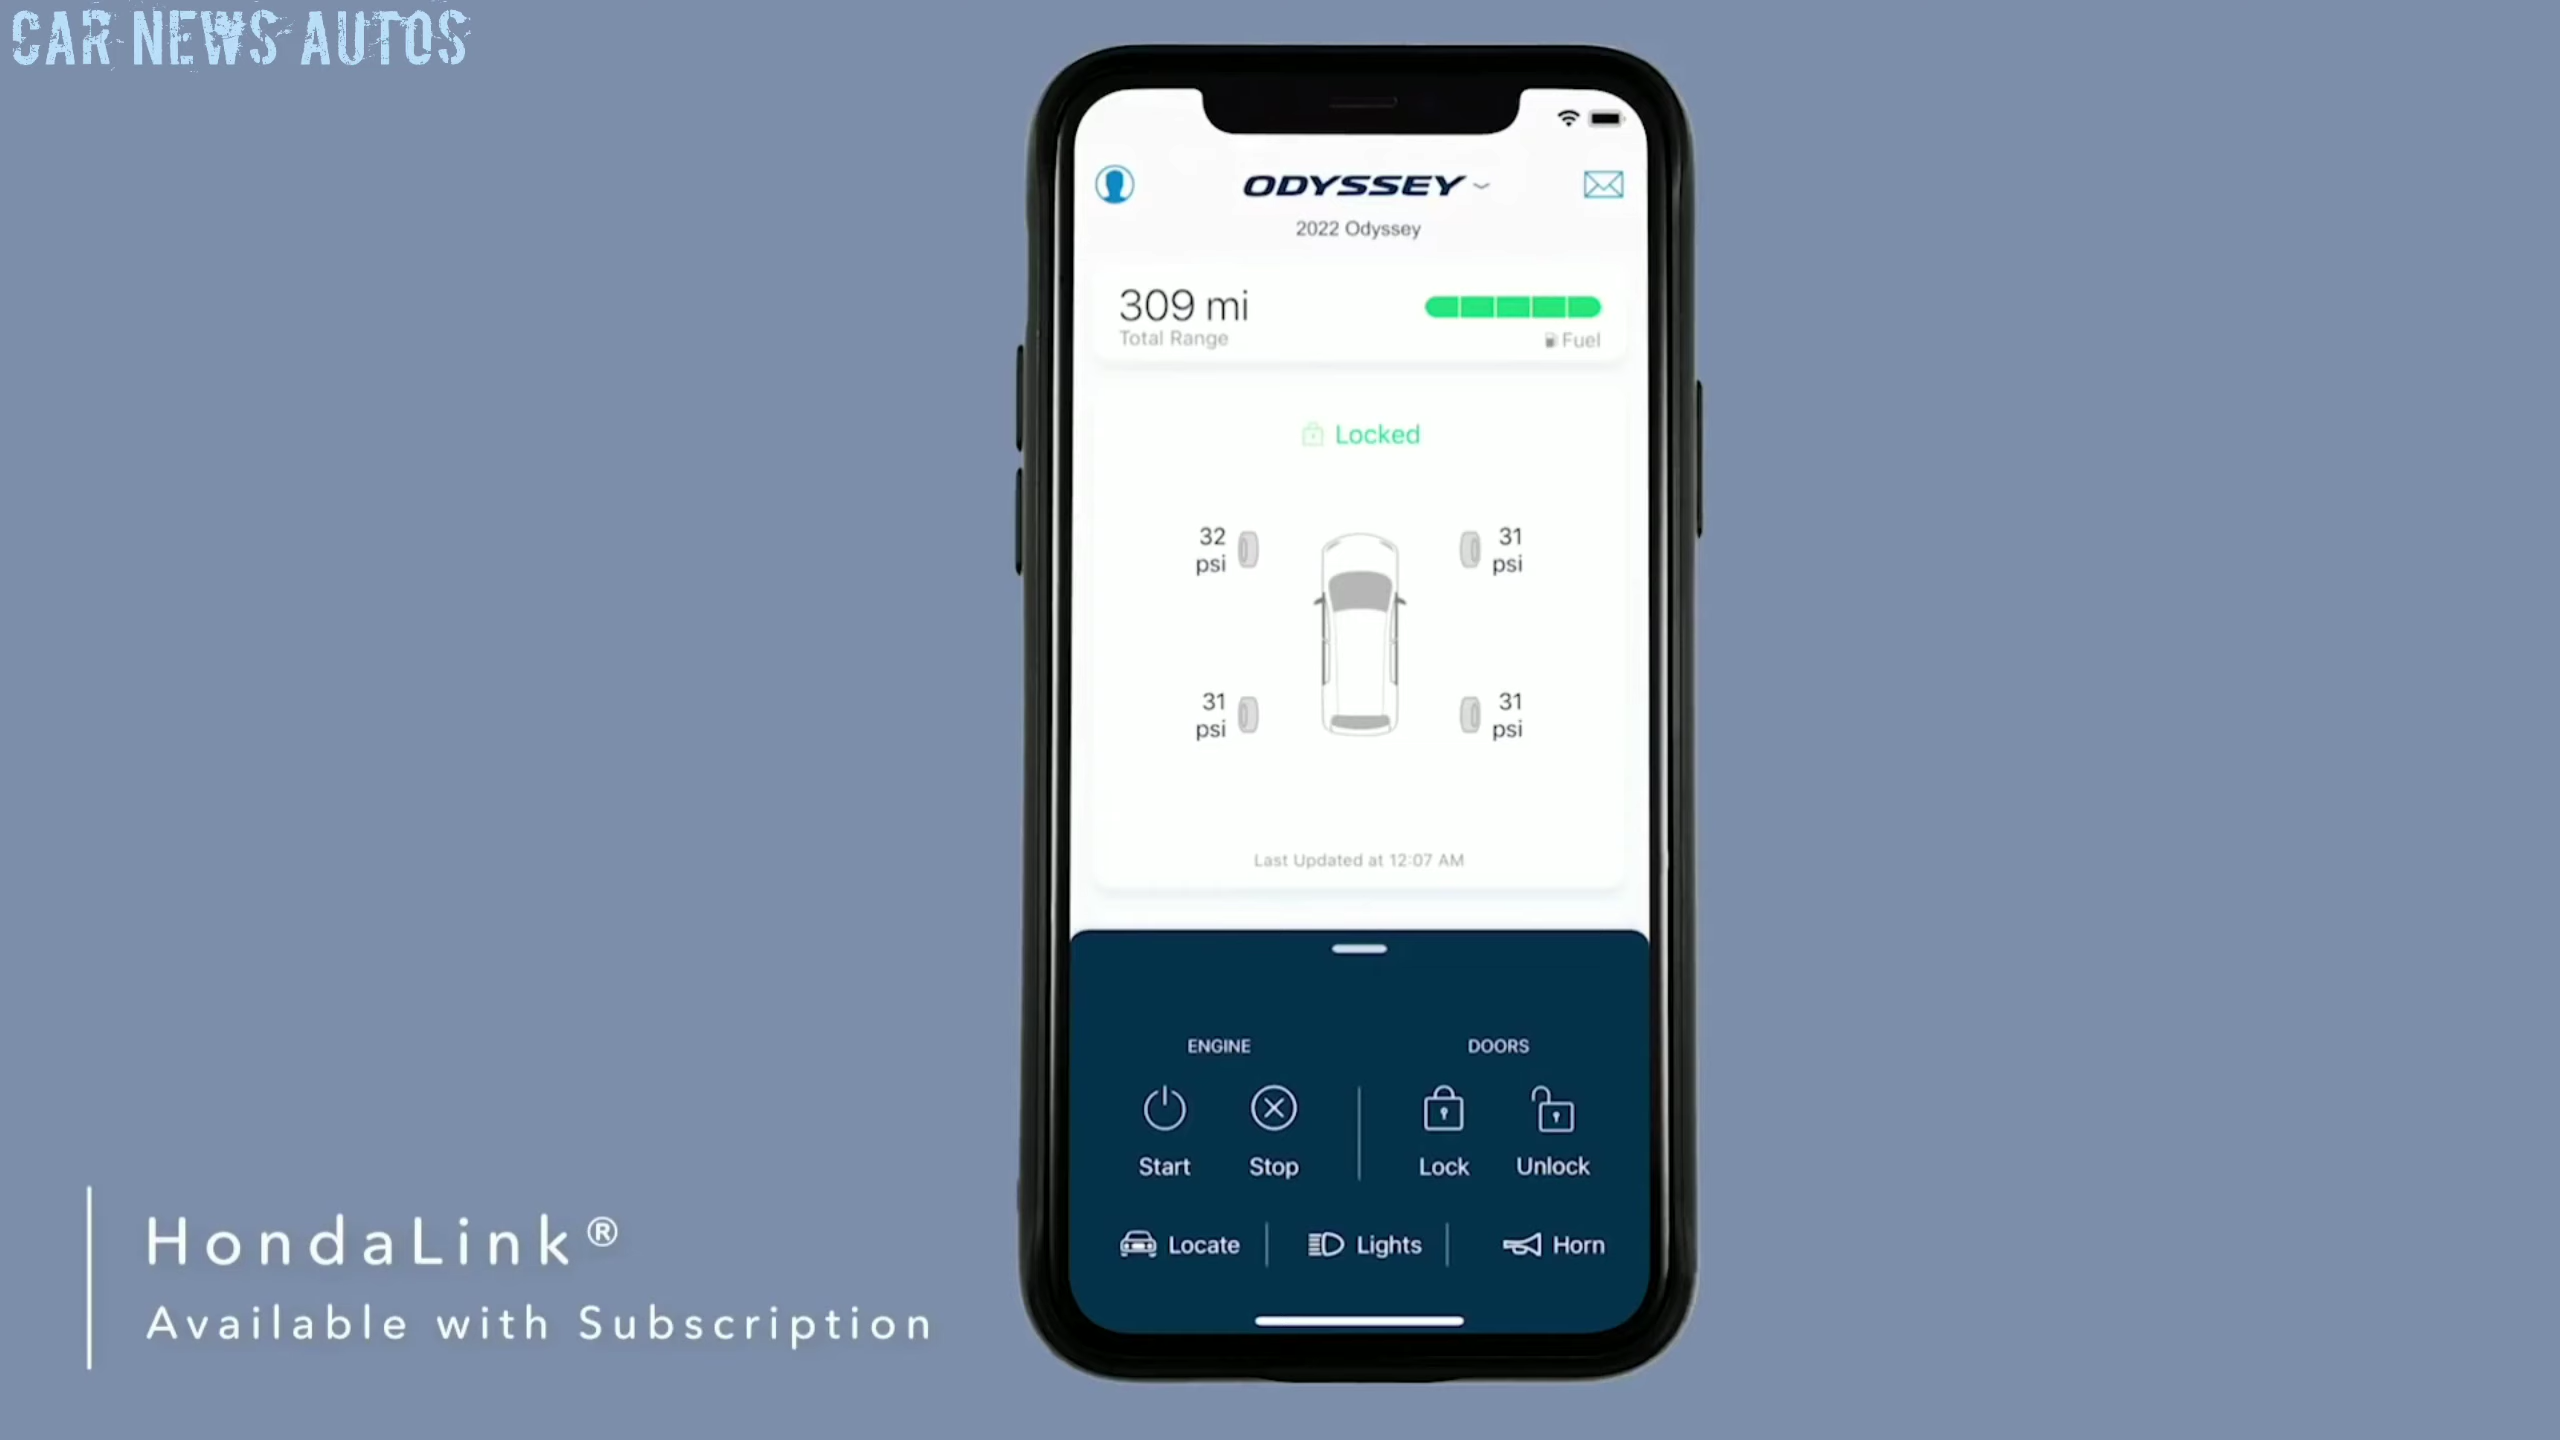 CAR NEWS AUTOS
ODYSSEY
2022 Odyssey
309 mi
Total Range
Fuel
Locked
32 psi
31 psi
31 psi
31 psi
Last Updated at 12:07 AM
ENGINE
DOORS
Start
Stop
Lock
Unlock
Locate
Lights
Horn
HondaLink®
Available with Subscription